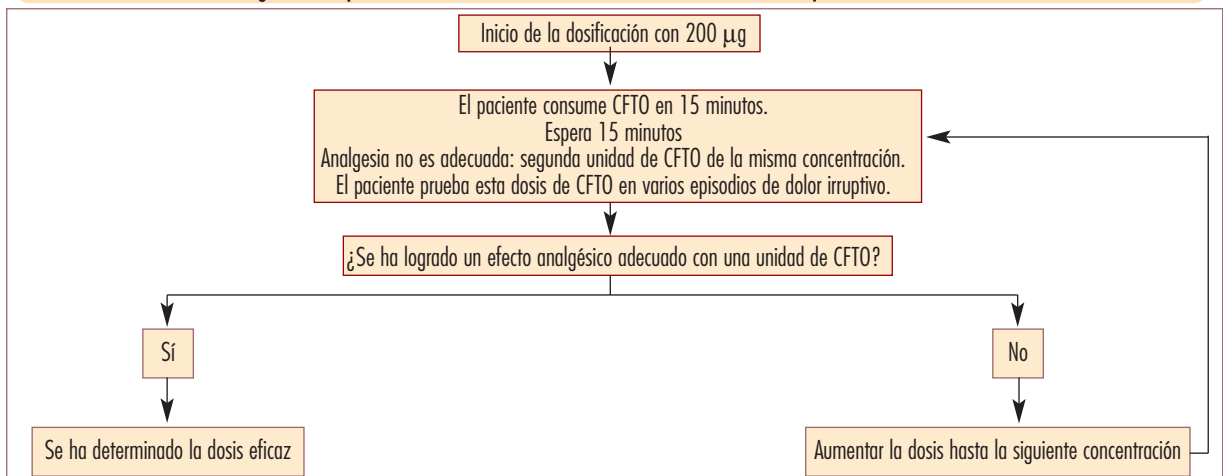 Inicio de la dosificación con 200 µg
El paciente consume CFTO en 15 minutos.
Espera 15 minutos
Analgesia no es adecuada: segunda unidad de CFTO de la misma concentración.
El paciente prueba esta dosis de CFTO en varios episodios de dolor irruptivo.
¿Se ha logrado un efecto analgésico adecuado con una unidad de CFTO?
Sí
No
Se ha determinado la dosis eficaz
Aumentar la dosis hasta la siguiente concentración